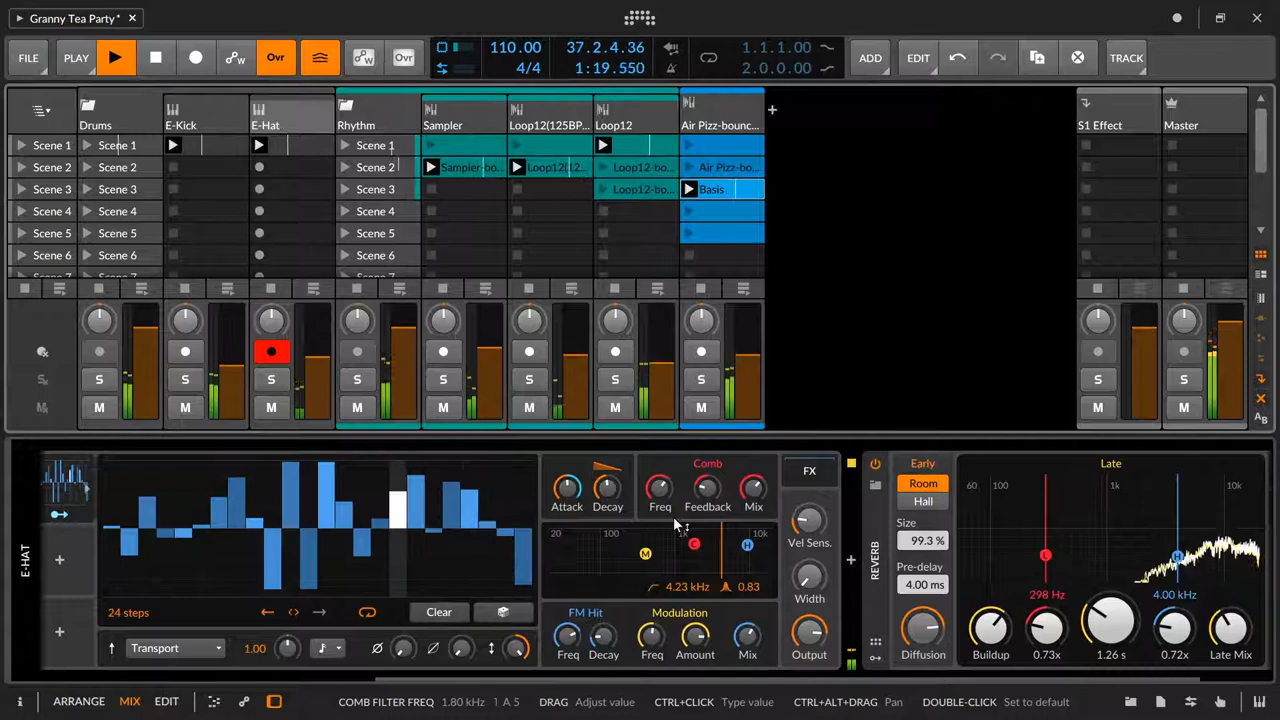 Granny Tea Party*
FILE PLAY Ovr Ovr 110.00 4/4 37.2.4.36 1:19.550 1.1.1.00 2.0.0.00 ADD EDIT TRACK
Drums E-Kick E-Hat Rhythm Sampler Loop12(125BP... Loop12 Air Pizz-bounc... S1 Effect Master
Scene 1 Scene 1 Scene 1
Scene 2 Scene 2 Scene 2 Sampler-bo... Loop12(12... Loop12-bo... Air Pizz-bo...
Scene 3 Scene 3 Scene 3 Loop12-bo... Basis
Scene 4 Scene 4 Scene 4
Scene 5 Scene 5 Scene 5
Scene 6 Scene 6 Scene 6
S S S S S S S S S S
M M M M M M M M M M
E-HAT
24 steps Clear
Transport 1.00
Attack Decay
Comb
Freq Feedback Mix
20 100 1k 10k
M C H
4.23 kHz 0.83
FM Hit Modulation
Freq Decay Freq Amount Mix
FX
Vel Sens.
Width
Output
REVERB
Early
Room
Hall
Size
99.3 %
Pre-delay
4.00 ms
Diffusion
Late
60 100 1k 10k
L H
298 Hz 4.00 kHz
Buildup 0.73x 1.26 s 0.72x Late Mix
ARRANGE MIX EDIT COMB FILTER FREQ 1.80 kHz 1 A 5 DRAG Adjust value CTRL+CLICK Type value CTRL+ALT+DRAG Pan DOUBLE-CLICK Set to default